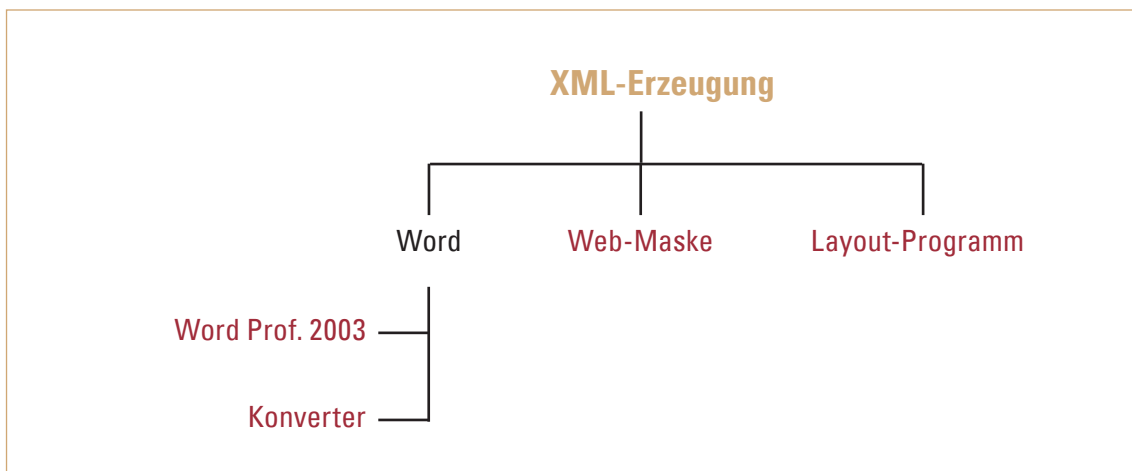 XML-Erzeugung
Word
Web-Maske
Layout-Programm
Word Prof. 2003
Konverter